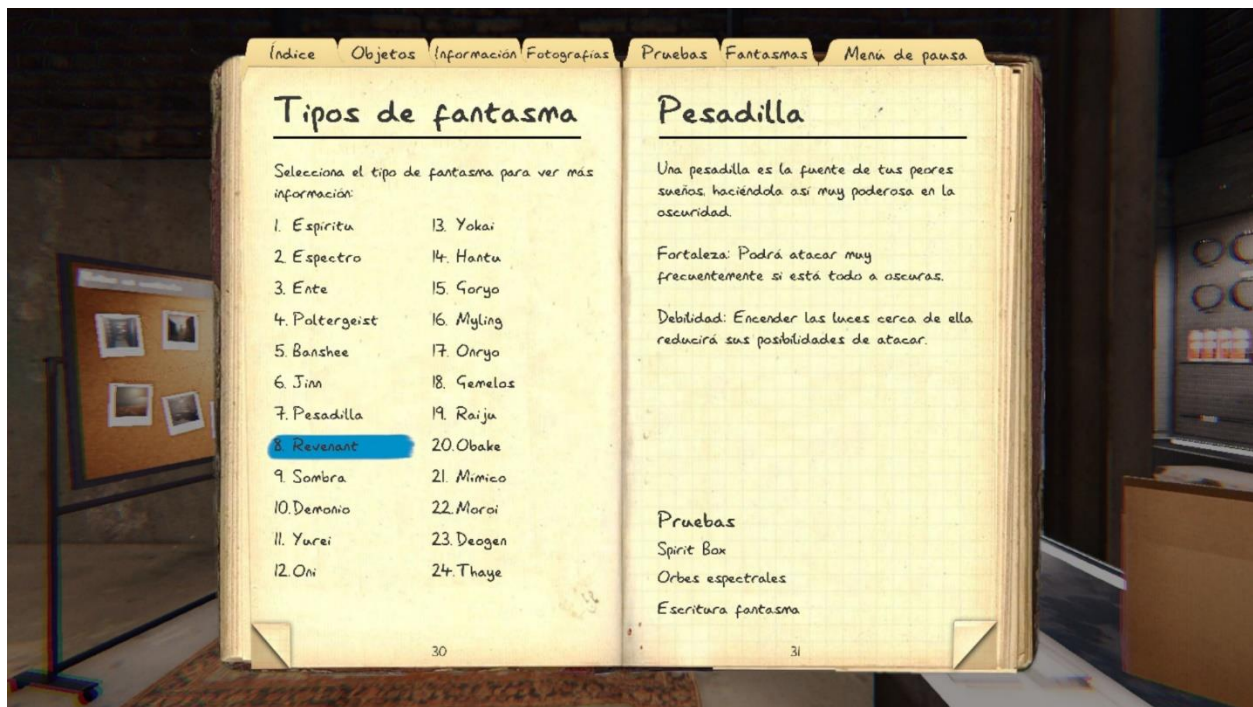 Índice
Objetos
Información
Fotografías
Pruebas
Fantasmas
Menú de pausa
Tipos de fantasma
Selecciona el tipo de fantasma para ver más
información:
1. Espíritu
2. Espectro
3. Ente
4. Poltergeist
5. Banshee
6. Jinn
7. Pesadilla
8. Revenant
9. Sombra
10. Demonio
11. Yurei
12. Oni
13. Yokai
14. Hantu
15. Goryo
16. Myling
17. Onryo
18. Gemelos
19. Raiju
20. Obake
21. Mímico
22. Moroi
23. Deogen
24. Thaye
30
Pesadilla
Una pesadilla es la fuente de tus peores
sueños, haciéndola así muy poderosa en la
oscuridad.
Fortaleza: Podrá atacar muy
frecuentemente si está todo a oscuras.
Debilidad: Encender las luces cerca de ella
reducirá sus posibilidades de atacar.
Pruebas
Spirit Box
Orbes espectrales
Escritura fantasma
31